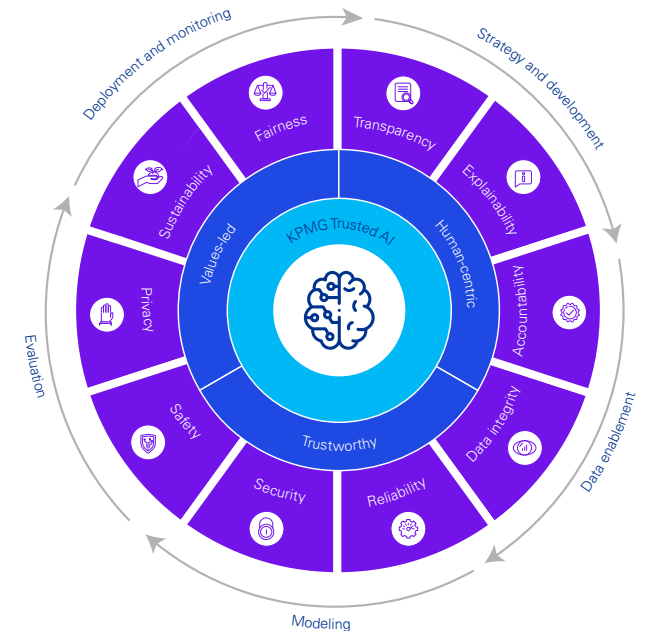 Deployment and monitoring
Strategy and development
Data enablement
Modeling
Evaluation
Fairness
Transparency
Explainability
Accountability
Data integrity
Reliability
Security
Safety
Privacy
Sustainability
Values-led
Human-centric
Trustworthy
KPMG Trusted AI